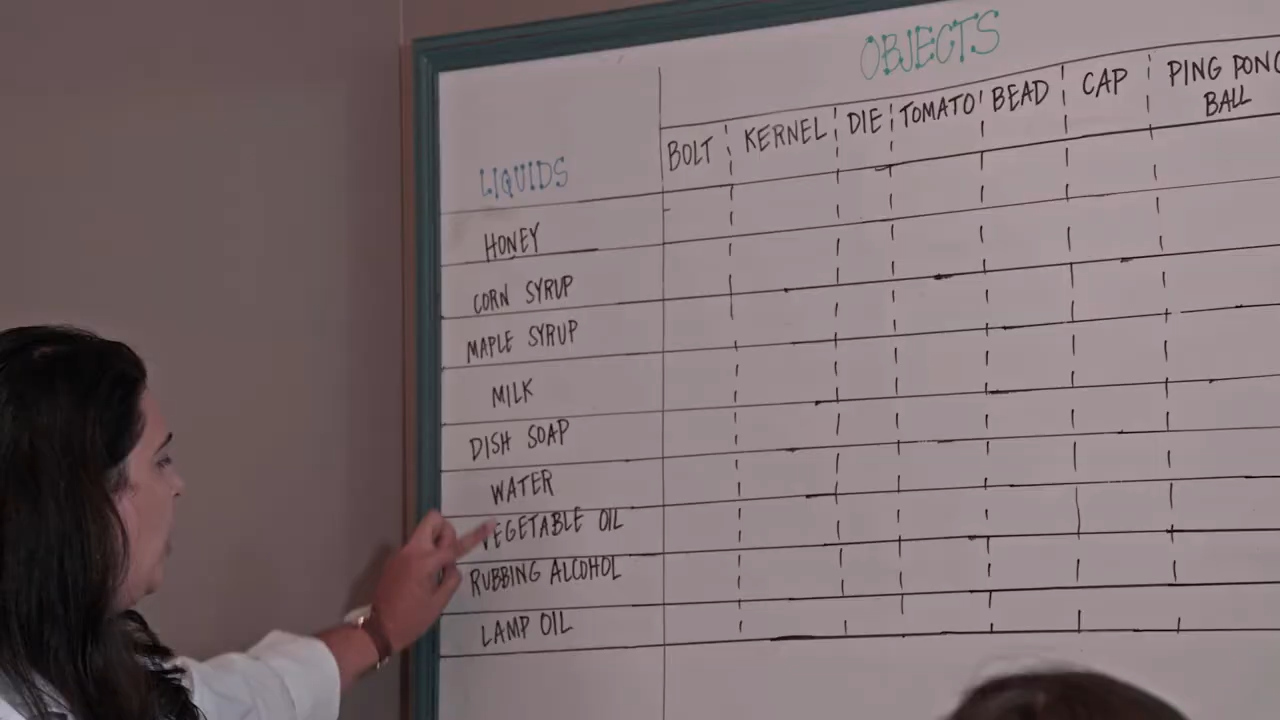 OBJECTS
BOLT KERNEL DIE TOMATO BEAD CAP PING PONG
BALL
LIQUIDS
HONEY
CORN SYRUP
MAPLE SYRUP
MILK
DISH SOAP
WATER
VEGETABLE OIL
RUBBING ALCOHOL
LAMP OIL